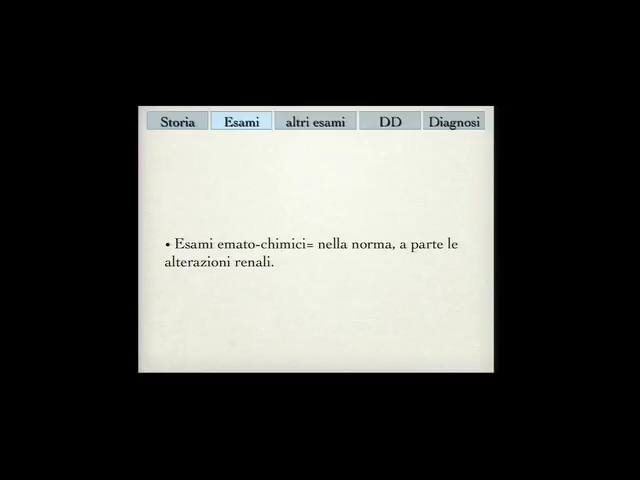 Storia Esami altri esami DD Diagnosi
• Esami emato-chimici= nella norma, a parte le
alterazioni renali.